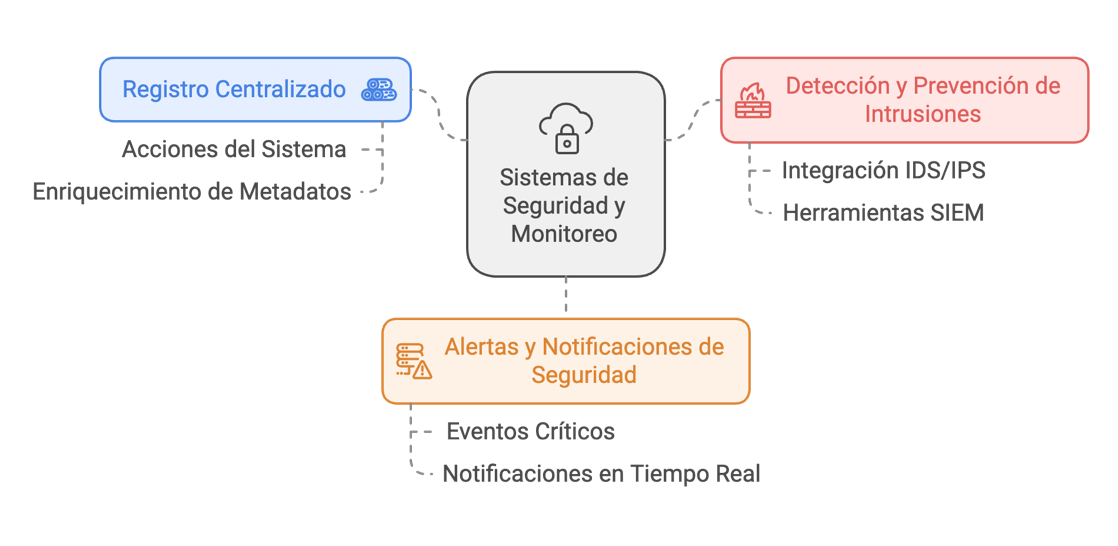 Registro Centralizado
Acciones del Sistema
Enriquecimiento de Metadatos
Sistemas de
Seguridad y
Monitoreo
Detección y Prevención de
Intrusiones
Integración IDS/IPS
Herramientas SIEM
Alertas y Notificaciones de
Seguridad
Eventos Críticos
Notificaciones en Tiempo Real